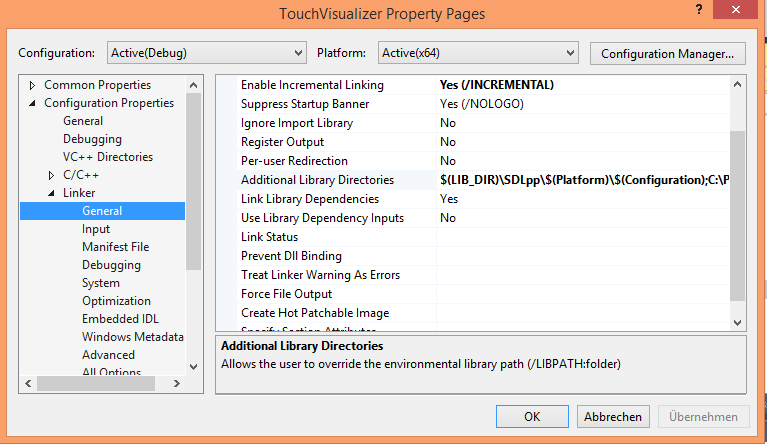 TouchVisualizer Property Pages
? ×
Configuration: Active(Debug) Platform: Active(x64) Configuration Manager...
Common Properties
Configuration Properties
General
Debugging
VC++ Directories
C/C++
Linker
General
Input
Manifest File
Debugging
System
Optimization
Embedded IDL
Windows Metadata
Advanced
All Options
Enable Incremental Linking Yes (/INCREMENTAL)
Suppress Startup Banner Yes (/NOLOGO)
Ignore Import Library No
Register Output No
Per-user Redirection No
Additional Library Directories $(LIB_DIR)\SDLpp\$(Platform)\$(Configuration);C:\P
Link Library Dependencies Yes
Use Library Dependency Inputs No
Link Status
Prevent Dll Binding
Treat Linker Warning As Errors
Force File Output
Create Hot Patchable Image
Specify Section Attributes
Additional Library Directories
Allows the user to override the environmental library path (/LIBPATH:folder)
OK Abbrechen Übernehmen